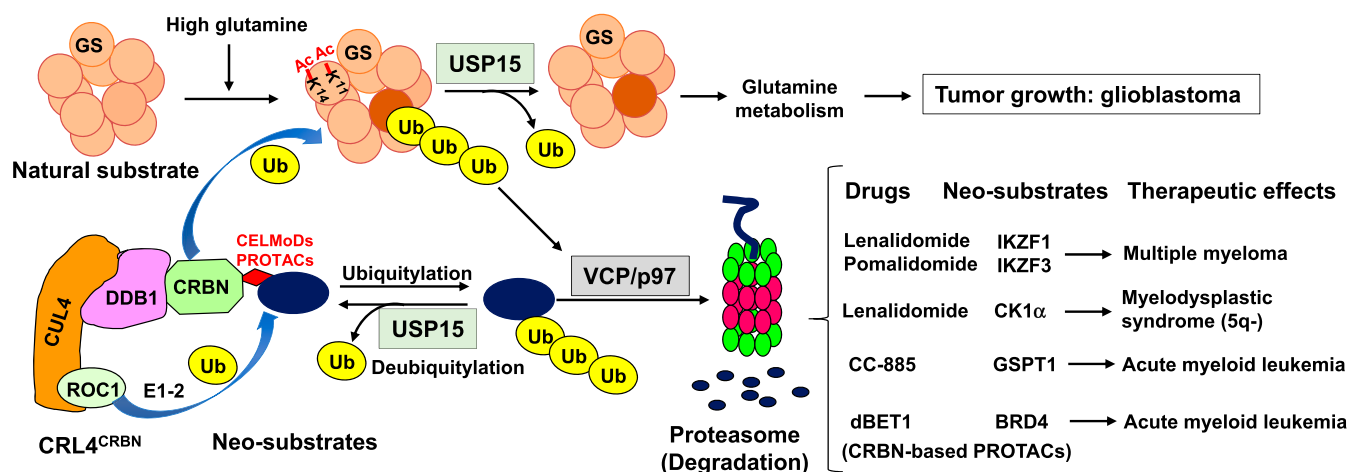 High glutamine
GS
Ac Ac
K14 K11
GS
USP15
GS
Ub
Ub
Ub
Ub
Glutamine
metabolism
Tumor growth: glioblastoma
Natural substrate
Ub
CUL4
DDB1
CRBN
ROC1
CELMoDs
PROTACs
E1-2
Ub
CRL4CRBN
Neo-substrates
Ubiquitylation
USP15
Ub
Deubiquitylation
Ub
Ub
Ub
VCP/p97
Proteasome
(Degradation)
Drugs Neo-substrates Therapeutic effects
Lenalidomide IKZF1
Pomalidomide IKZF3
Multiple myeloma
Lenalidomide CK1α
Myelodysplastic
syndrome (5q-)
CC-885 GSPT1 Acute myeloid leukemia
dBET1 BRD4 Acute myeloid leukemia
(CRBN-based PROTACs)